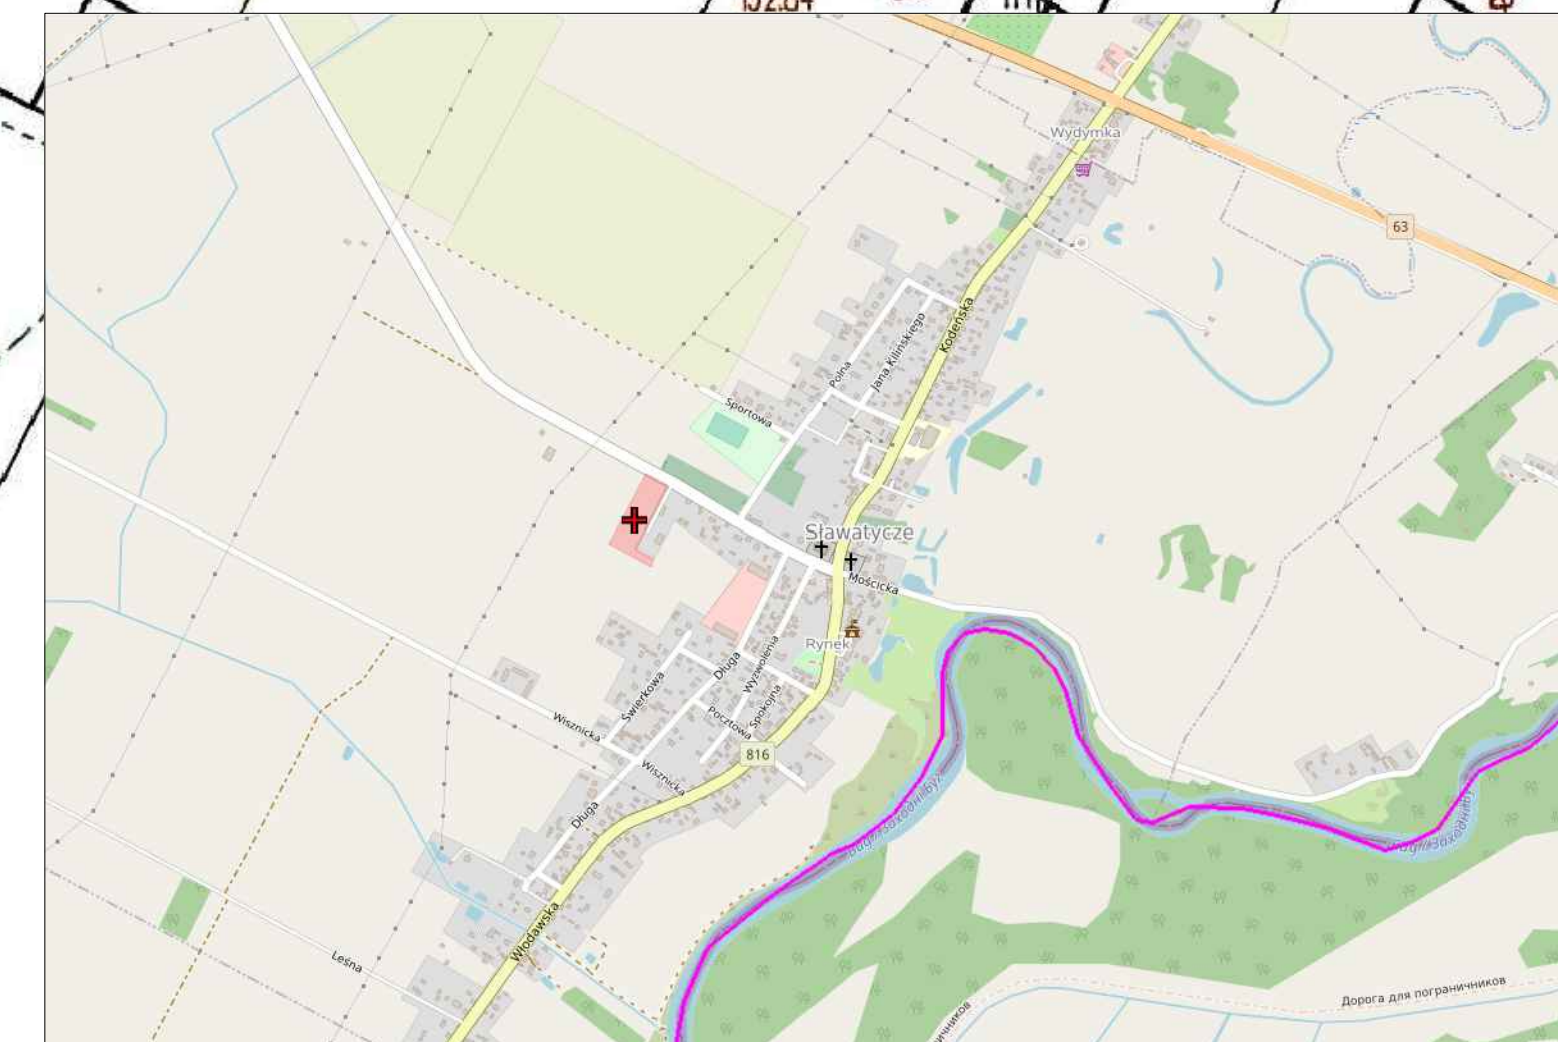 Wydymka
63
Kodeńska
Jana Kilińskiego
Polna
Sportowa
Sławatycze
Mościcka
Rynek
Długa
Wyzwolenia
Świerkowa
Spokojna
Pocztowa
Wisznicka
816
Wisznicka
Długa
Włodawska
Leśna
Дорога для пограничников